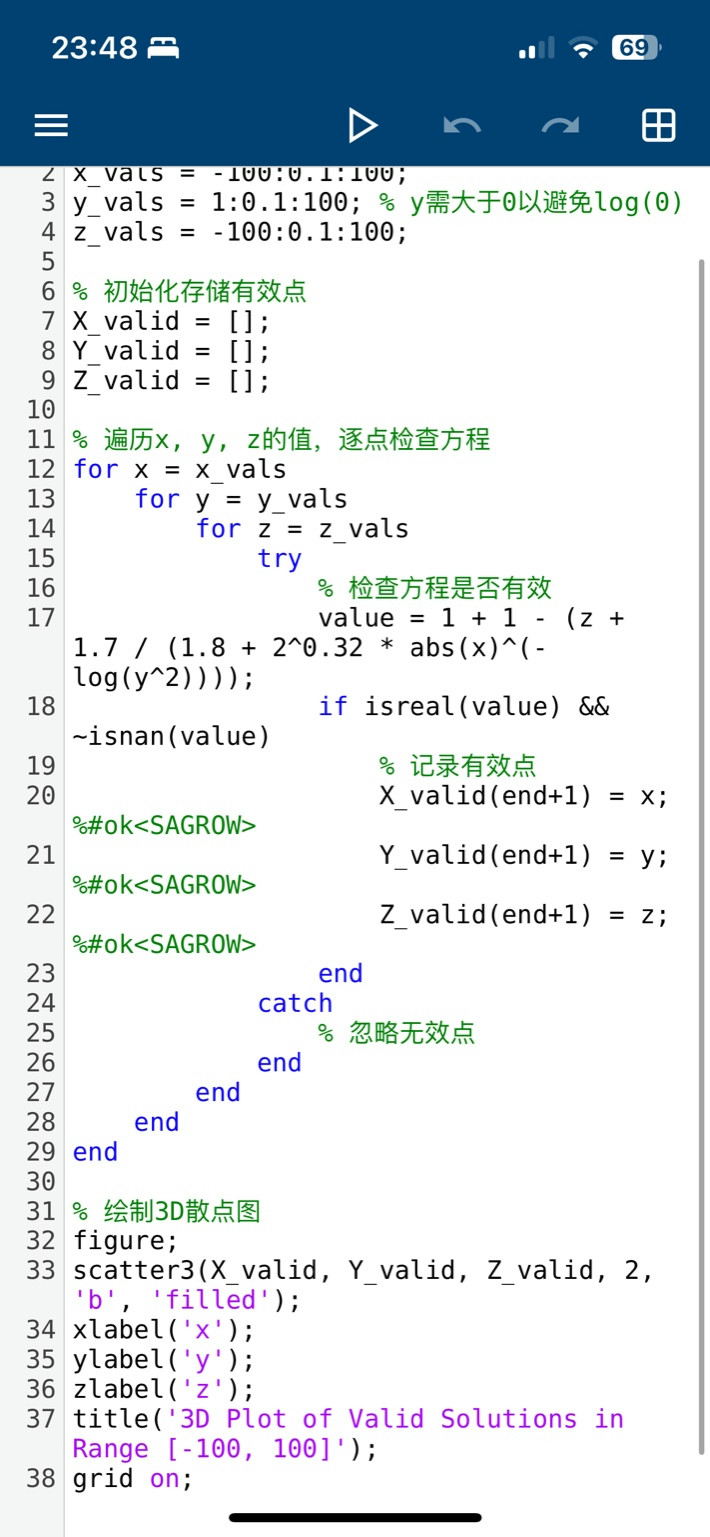 23:48
69
2 x_vals = -100:0.1:100;
3 y_vals = 1:0.1:100; % y需大于0以避免log(0)
4 z_vals = -100:0.1:100;
5
6 % 初始化存储有效点
7 X_valid = [];
8 Y_valid = [];
9 Z_valid = [];
10
11 % 遍历x, y, z的值，逐点检查方程
12 for x = x_vals
13     for y = y_vals
14         for z = z_vals
15             try
16                 % 检查方程是否有效
17                 value = 1 + 1 - (z +
1.7 / (1.8 + 2^0.32 * abs(x)^(-
log(y^2))));
18                 if isreal(value) &&
~isnan(value)
19                     % 记录有效点
20                     X_valid(end+1) = x;
%#ok<SAGROW>
21                     Y_valid(end+1) = y;
%#ok<SAGROW>
22                     Z_valid(end+1) = z;
%#ok<SAGROW>
23                 end
24             catch
25                 % 忽略无效点
26             end
27         end
28     end
29 end
30
31 % 绘制3D散点图
32 figure;
33 scatter3(X_valid, Y_valid, Z_valid, 2,
'b', 'filled');
34 xlabel('x');
35 ylabel('y');
36 zlabel('z');
37 title('3D Plot of Valid Solutions in
Range [-100, 100]');
38 grid on;